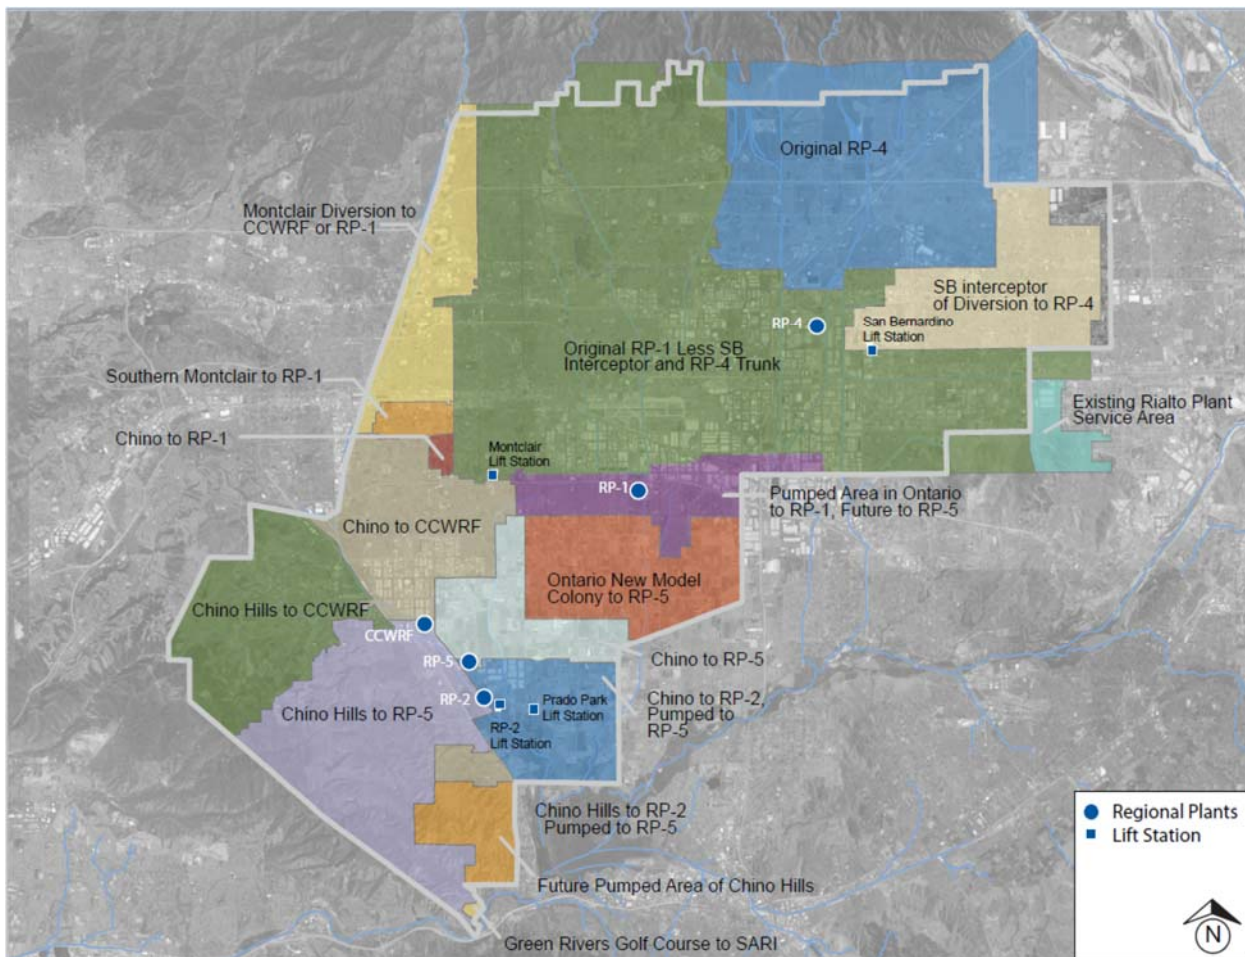 Original RP-4
Montclair Diversion to
CCWRF or RP-1
SB interceptor
of Diversion to RP-4
RP-4
San Bernardino
Lift Station
Original RP-1 Less SB
Interceptor and RP-4 Trunk
Southern Montclair to RP-1
Existing Rialto Plant
Service Area
Chino to RP-1
Montclair
Lift Station
RP-1
Pumped Area in Ontario
to RP-1, Future to RP-5
Chino to CCWRF
Ontario New Model
Colony to RP-5
Chino Hills to CCWRF
CCWRF
Chino to RP-5
RP-5
RP-2
Chino to RP-2,
Pumped to
RP-5
Prado Park
Lift Station
Chino Hills to RP-5
RP-2
Lift Station
Chino Hills to RP-2
Pumped to RP-5
Regional Plants
Lift Station
Future Pumped Area of Chino Hills
Green Rivers Golf Course to SARI
N